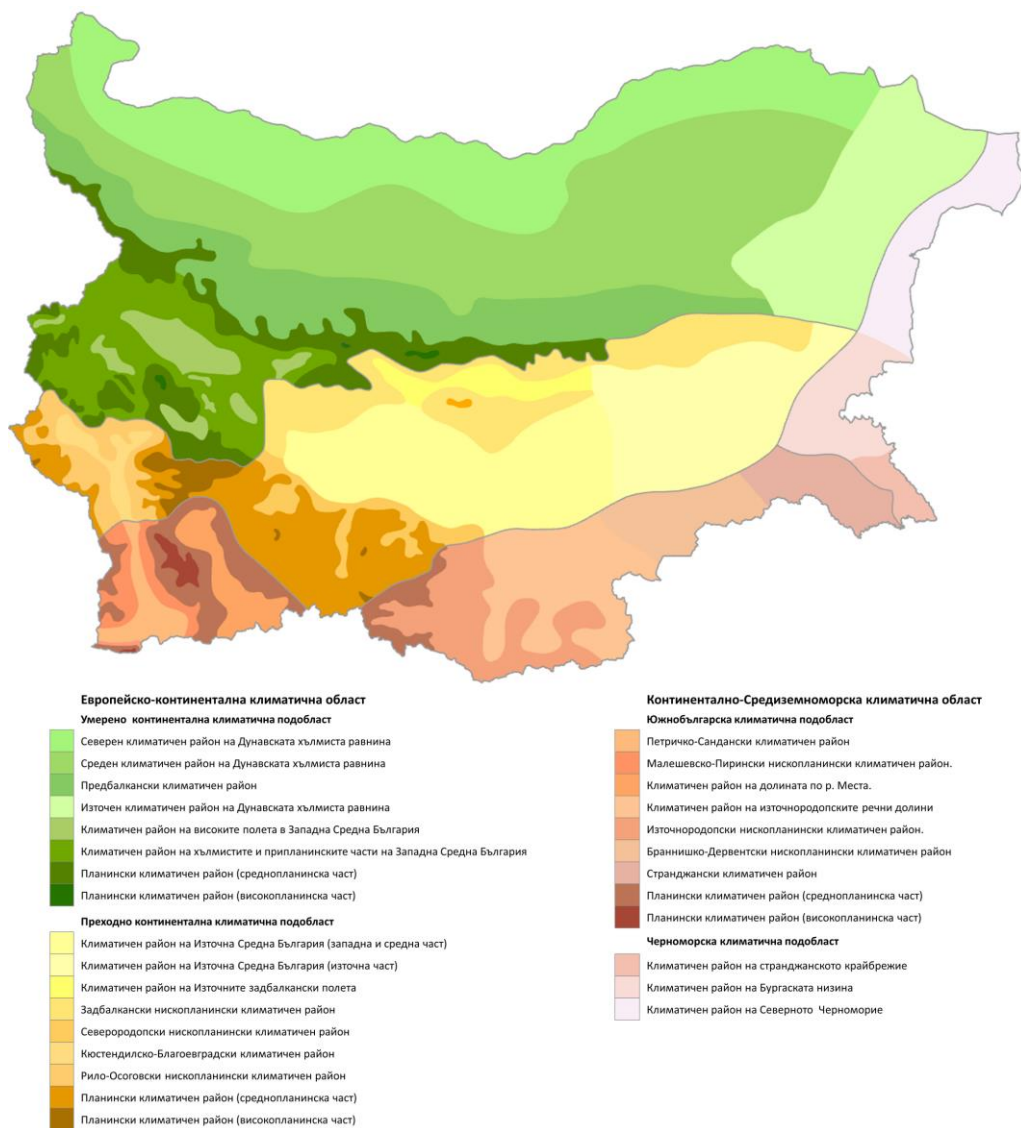 Европейско-континентална климатична област
Умерено континентална климатична подобласт
Северен климатичен район на Дунавската хълмиста равнина
Среден климатичен район на Дунавската хълмиста равнина
Предбалкански климатичен район
Източен климатичен район на Дунавската хълмиста равнина
Климатичен район на високите полета в Западна Средна България
Климатичен район на хълмистите и припланинските части на Западна Средна България
Планински климатичен район (среднопланинска част)
Планински климатичен район (високопланинска част)
Преходно континентална климатична подобласт
Климатичен район на Източна Средна България (западна и средна част)
Климатичен район на Източна Средна България (източна част)
Климатичен район на Източните задбалкански полета
Задбалкански нископланински климатичен район
Северородопски нископланински климатичен район
Кюстендилско-Благоевградски климатичен район
Рило-Осоговски нископланински климатичен район
Планински климатичен район (среднопланинска част)
Планински климатичен район (високопланинска част)
Континентално-Средиземноморска климатична област
Южнобългарска климатична подобласт
Петричко-Сандански климатичен район
Малешевско-Пирински нископланински климатичен район.
Климатичен район на долината по р. Места.
Климатичен район на източнородопските речни долини
Източнородопски нископланински климатичен район.
Браннишко-Дервентски нископланински климатичен район
Странджански климатичен район
Планински климатичен район (среднопланинска част)
Планински климатичен район (високопланинска част)
Черноморска климатична подобласт
Климатичен район на странджанското крайбрежие
Климатичен район на Бургаската низина
Климатичен район на Северното Черноморие